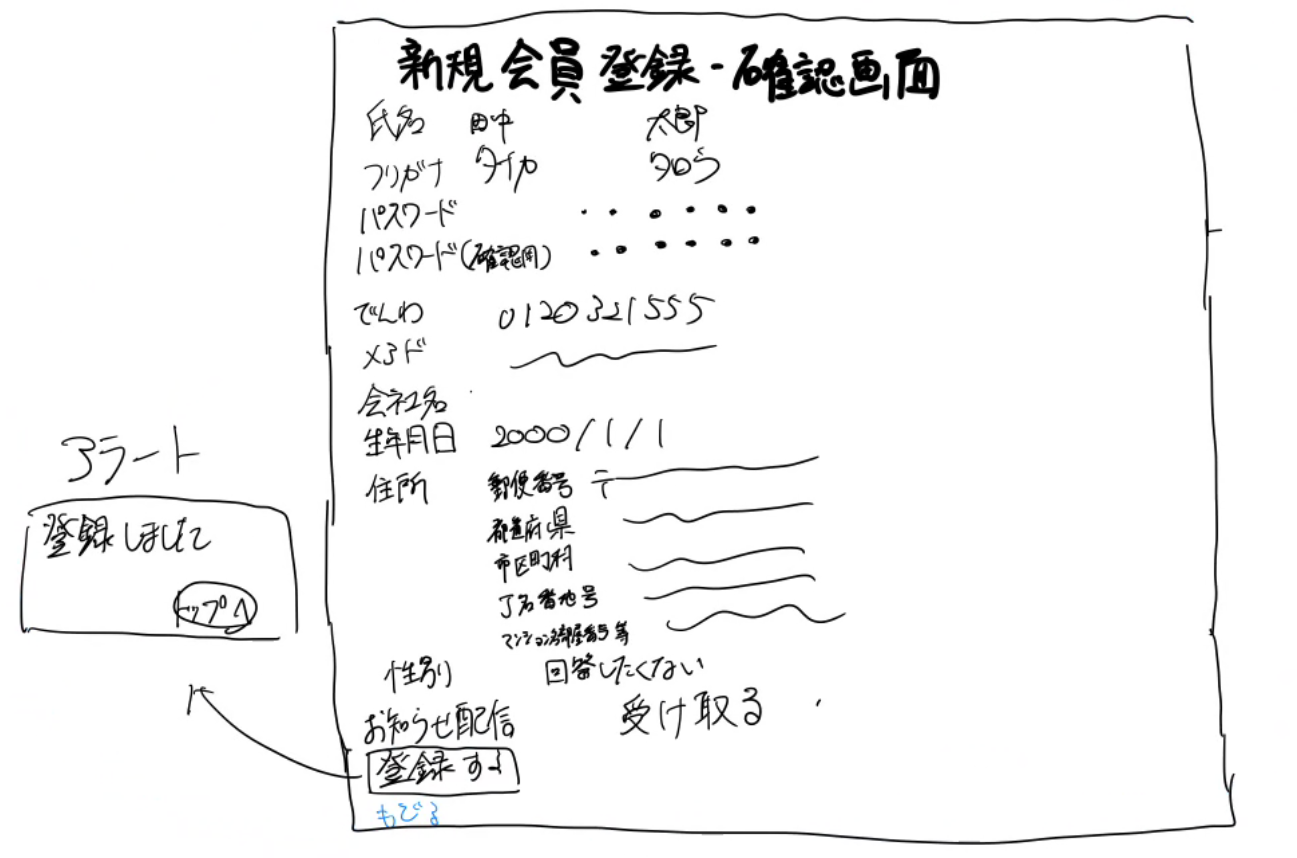 新規会員登録-確認画面
氏名 田中 太郎
フリガナ タナカ タロウ
パスワード ・・・・・・
パスワード(確認用) ・・・・・・
でんわ 0120321555
メアド
会社名
生年月日 2000/1/1
住所 郵便番号 〒
都道府県
市区町村
丁名番地号
マンション名部屋番号等
性別 回答したくない
お知らせ配信 受け取る
登録する
もどる
アラート
登録しました
トップへ